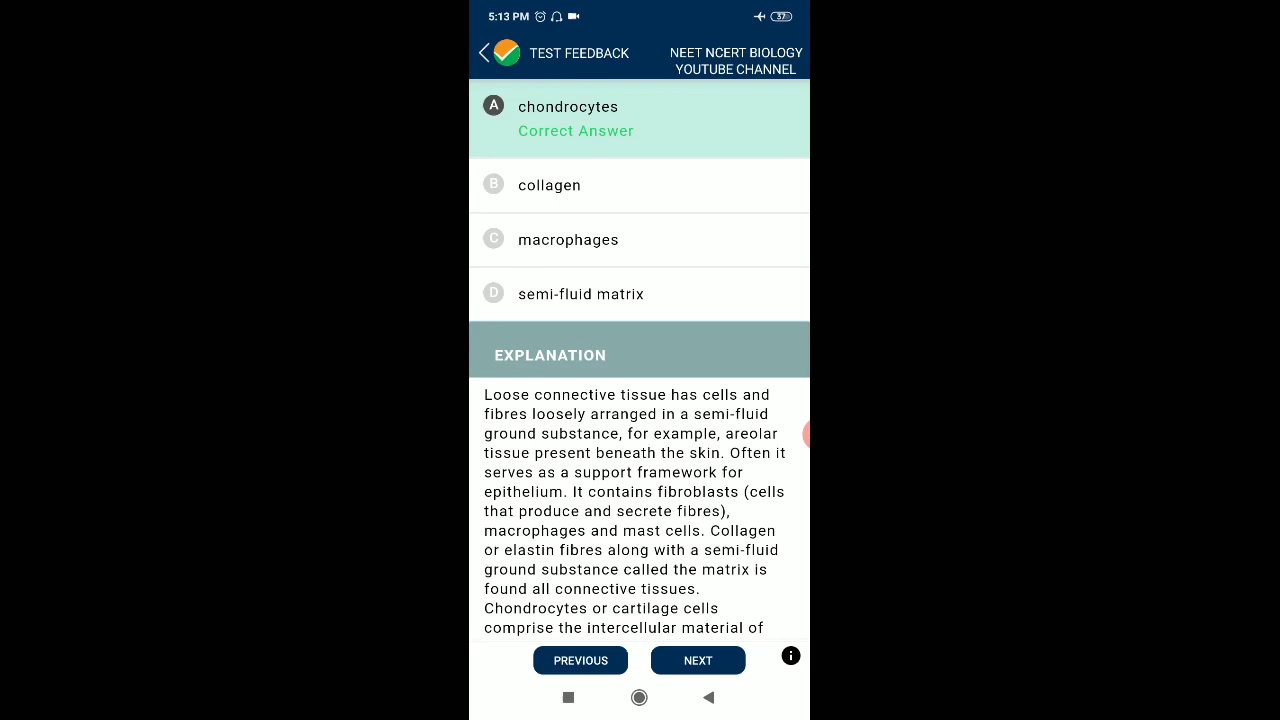 5:13 PM
37
TEST FEEDBACK
NEET NCERT BIOLOGY
YOUTUBE CHANNEL
A chondrocytes
Correct Answer
B collagen
C macrophages
D semi-fluid matrix
EXPLANATION
Loose connective tissue has cells and
fibres loosely arranged in a semi-fluid
ground substance, for example, areolar
tissue present beneath the skin. Often it
serves as a support framework for
epithelium. It contains fibroblasts (cells
that produce and secrete fibres),
macrophages and mast cells. Collagen
or elastin fibres along with a semi-fluid
ground substance called the matrix is
found all connective tissues.
Chondrocytes or cartilage cells
comprise the intercellular material of
PREVIOUS
NEXT